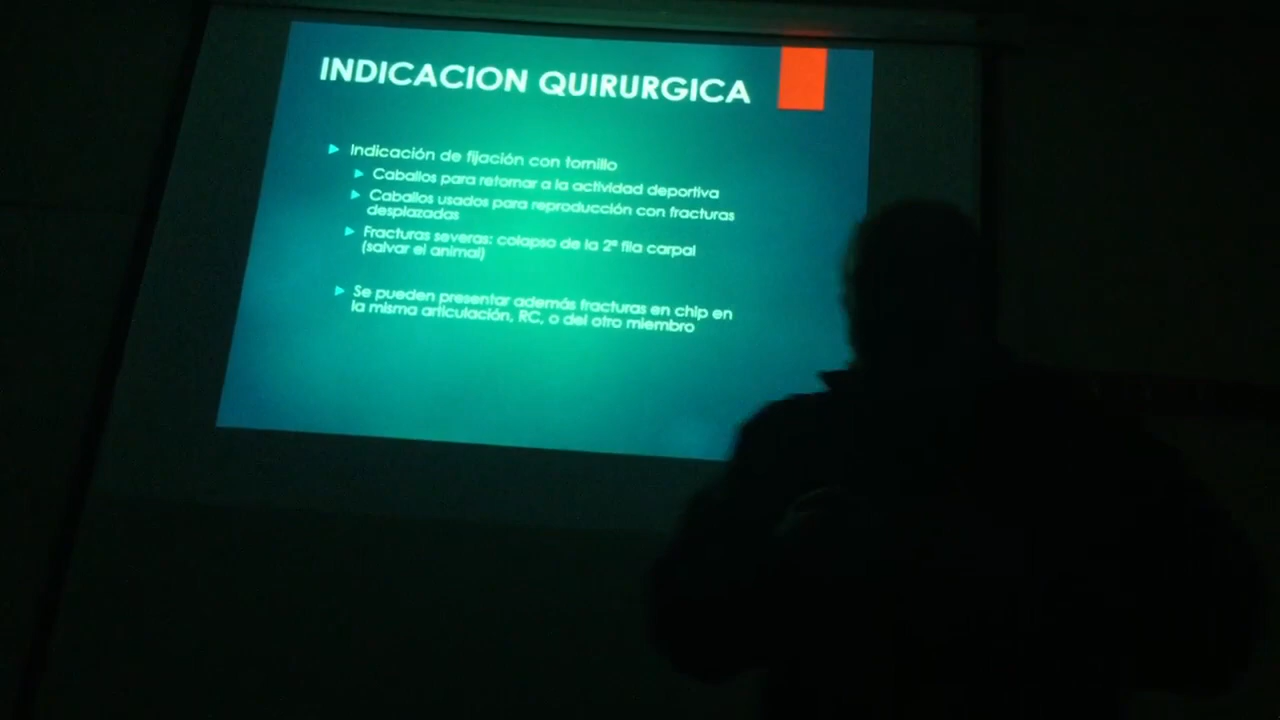 INDICACION QUIRURGICA
Indicación de fijación con tornillo
Caballos para retornar a la actividad deportiva
Caballos usados para reproducción con fracturas
desplazadas
Fracturas severas: colapso de la 2ª fila carpal
(salvar el animal)
Se pueden presentar además fracturas en chip en
la misma articulación, RC, o del otro miembro